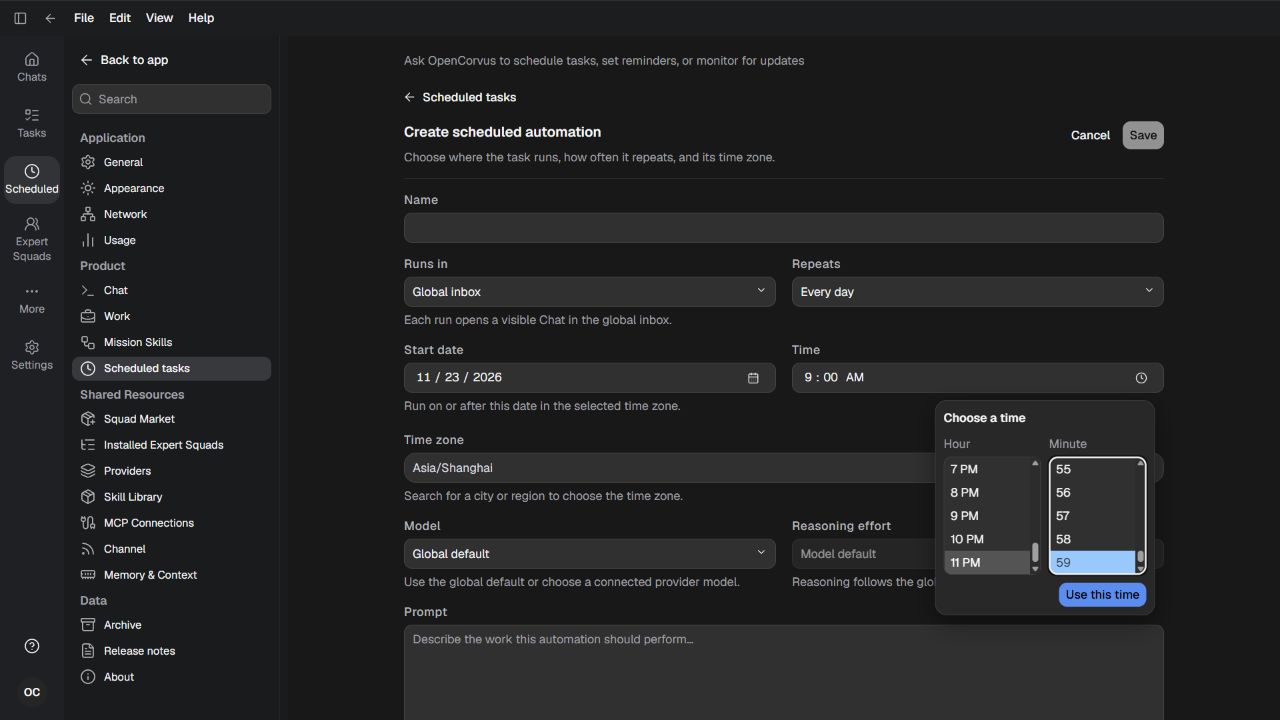 File Edit View Help
Chats
Tasks
Scheduled
Expert
Squads
More
Settings
OC
Back to app
Search
Application
General
Appearance
Network
Usage
Product
Chat
Work
Mission Skills
Scheduled tasks
Shared Resources
Squad Market
Installed Expert Squads
Providers
Skill Library
MCP Connections
Channel
Memory & Context
Data
Archive
Release notes
About
Ask OpenCorvus to schedule tasks, set reminders, or monitor for updates
Scheduled tasks
Create scheduled automation
Choose where the task runs, how often it repeats, and its time zone.
Cancel Save
Name
Runs in
Global inbox
Each run opens a visible Chat in the global inbox.
Repeats
Every day
Start date
11 / 23 / 2026
Run on or after this date in the selected time zone.
Time
9 : 00 AM
Time zone
Asia/Shanghai
Search for a city or region to choose the time zone.
Model
Global default
Use the global default or choose a connected provider model.
Reasoning effort
Model default
Reasoning follows the glo
Choose a time
Hour Minute
7 PM 55
8 PM 56
9 PM 57
10 PM 58
11 PM 59
Use this time
Prompt
Describe the work this automation should perform...